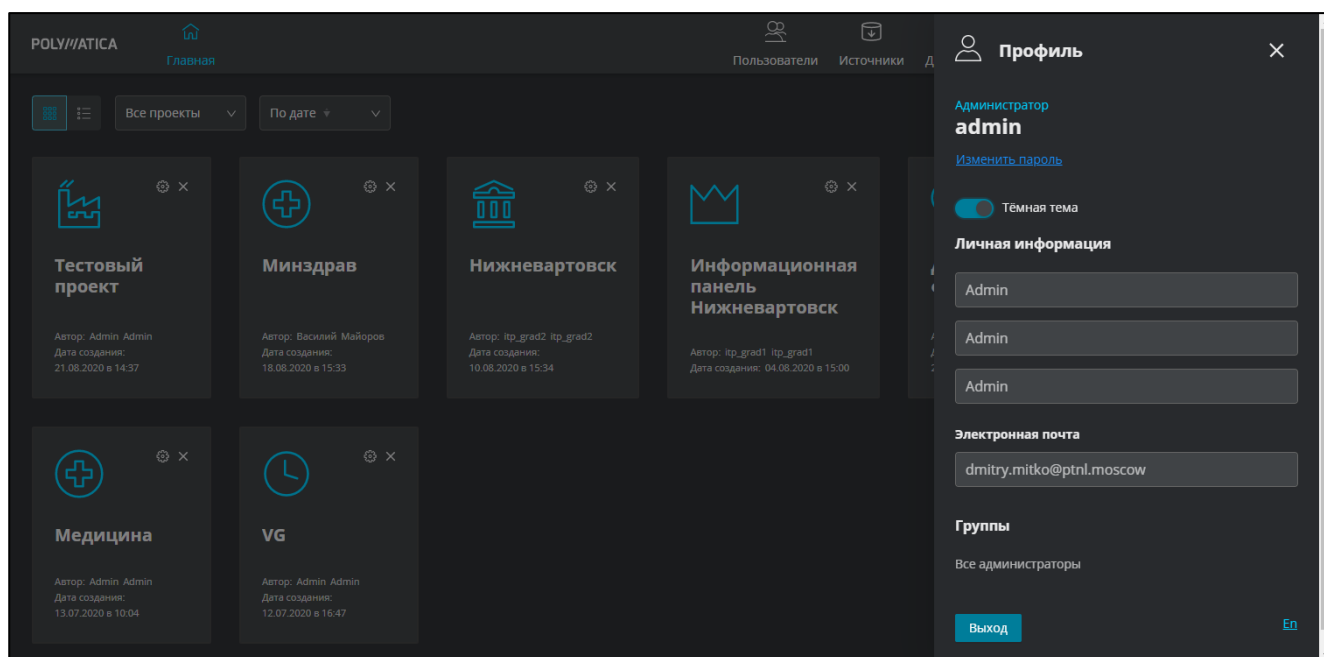 POLYMATICA
Главная
Пользователи
Источники
Все проекты
По дате
Тестовый
проект
Автор: Admin Admin
Дата создания:
21.08.2020 в 14:37
Минздрав
Автор: Василий Майоров
Дата создания:
18.08.2020 в 15:33
Нижневартовск
Автор: itp_grad2 itp_grad2
Дата создания:
10.08.2020 в 15:34
Информационная
панель
Нижневартовск
Автор: itp_grad1 itp_grad1
Дата создания: 04.08.2020 в 15:00
Медицина
Автор: Admin Admin
Дата создания:
13.07.2020 в 10:04
VG
Автор: Admin Admin
Дата создания:
12.07.2020 в 16:47
Профиль
Администратор
admin
Изменить пароль
Тёмная тема
Личная информация
Admin
Admin
Admin
Электронная почта
dmitry.mitko@ptnl.moscow
Группы
Все администраторы
Выход
En